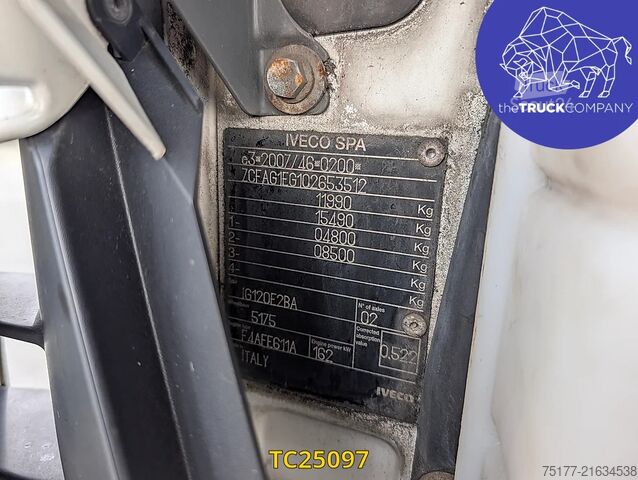 theTRUCKCOMPANY
IVECO SPA
e3*2007/46*0200*
ZCFAG1EG102653512
11990 Kg
1- 15490 Kg
2- 04800 Kg
3- 08500 Kg
4- Kg
IG120E2BA
N° of axles
5175
02
F4AFE611A
Engine power kW
162
Corrected absorption value
0.522
ITALY
IVECO
TC25097
75177-21634538